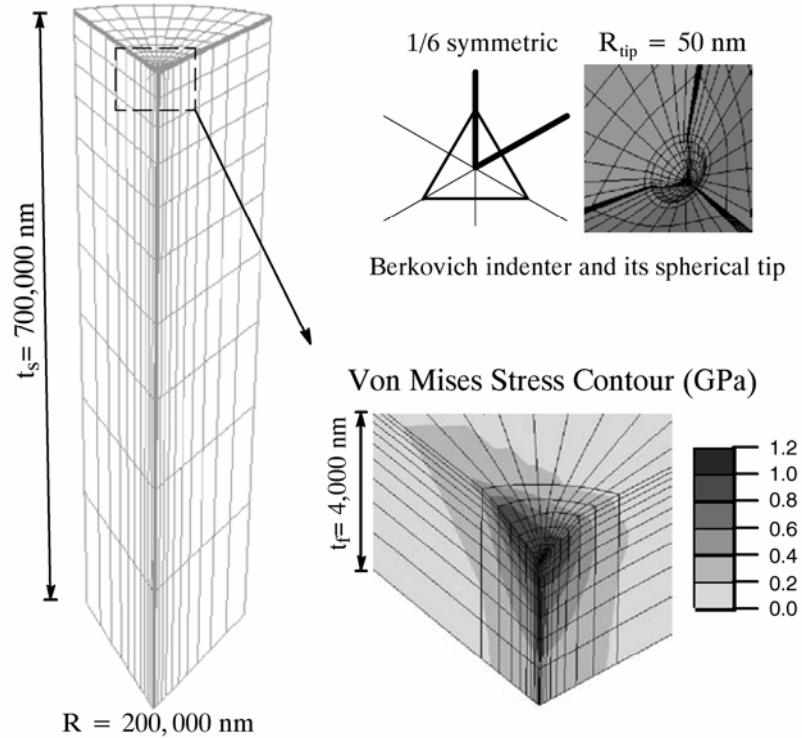 1/6 symmetric
R_tip = 50 nm
Berkovich indenter and its spherical tip
t_s= 700,000 nm
R = 200,000 nm
Von Mises Stress Contour (GPa)
t_f= 4,000 nm
1.2
1.0
0.8
0.6
0.4
0.2
0.0